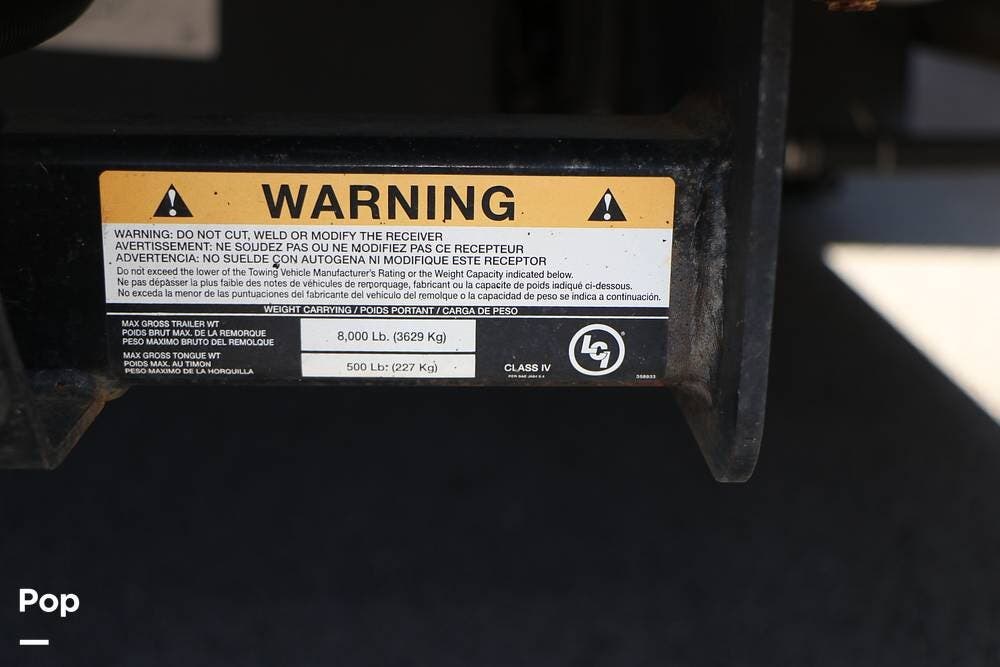 WARNING
WARNING: DO NOT CUT, WELD OR MODIFY THE RECEIVER
AVERTISSEMENT: NE SOUDEZ PAS OU NE MODIFIEZ PAS CE RECEPTEUR
ADVERTENCIA: NO SUELDE CON AUTOGENA NI MODIFIQUE ESTE RECEPTOR
Do not exceed the lower of the Towing Vehicle Manufacturer's Rating or the Weight Capacity indicated below.
Ne pas dépasser la plus faible des notes de véhicules de remorquage, fabricant ou la capacite de poids indiqué ci-dessous.
No exceda la menor de las puntuaciones del fabricante del vehiculo del remolque o la capacidad de peso se indica a continuación.
WEIGHT CARRYING / POIDS PORTANT / CARGA DE PESO
MAX GROSS TRAILER WT
POIDS BRUT MAX. DE LA REMORQUE
PESO MAXIMO BRUTO DEL REMOLQUE
8,000 Lb. (3629 Kg)
MAX GROSS TONGUE WT
POIDS MAX. AU TIMON
PESO MAXIMO DE LA HORQUILLA
500 Lb. (227 Kg)
CLASS IV
LCI
Pop